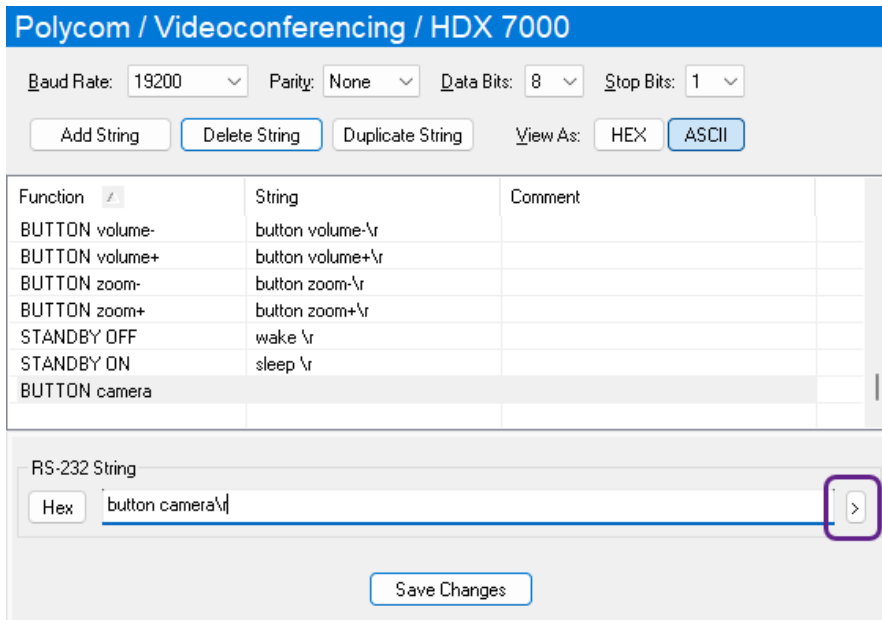 Polycom / Videoconferencing / HDX 7000
Baud Rate: 19200 Parity: None Data Bits: 8 Stop Bits: 1
Add String Delete String Duplicate String View As: HEX ASCII
Function String Comment
BUTTON volume- button volume-\r
BUTTON volume+ button volume+\r
BUTTON zoom- button zoom-\r
BUTTON zoom+ button zoom+\r
STANDBY OFF wake \r
STANDBY ON sleep \r
BUTTON camera
RS-232 String
Hex button camera\r >
Save Changes